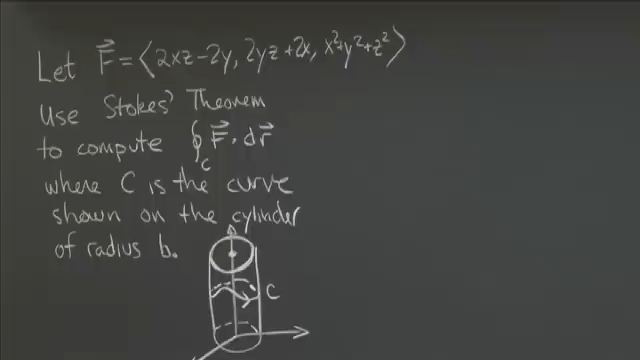 Let F⃗ = ⟨2xz-2y, 2yz+2x, x²+y²+z²⟩
Use Stokes' Theorem
to compute ∮_C F⃗ · dr⃗
where C is the curve
shown on the cylinder
of radius b.
C